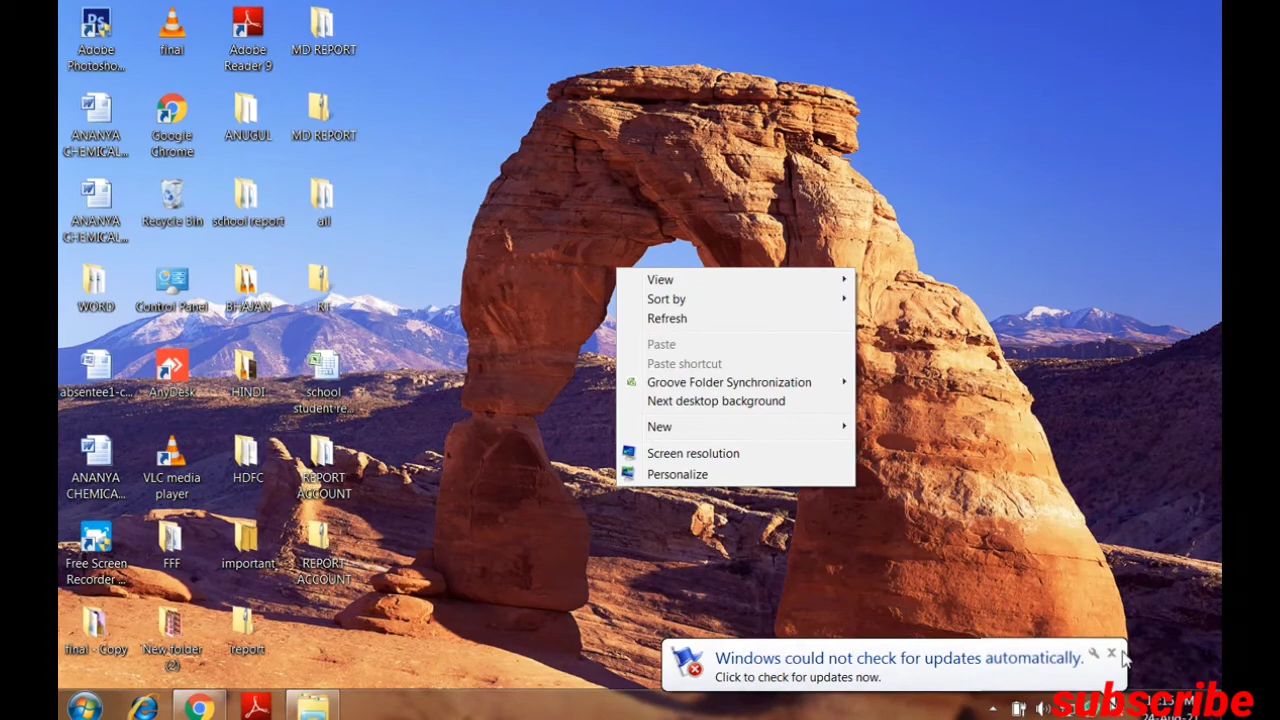 Adobe
Photosho...
final
Adobe
Reader 9
MD REPORT
ANANYA
CHEMICAL...
Google
Chrome
ANUGUL
MD REPORT
ANANYA
CHEMICAL...
Recycle Bin
school report
all
WORD
Control Panel
BHAJAN
RT
absentee1-c...
AnyDesk
HINDI
school
student re...
ANANYA
CHEMICA...
VLC media
player
HDFC
REPORT
ACCOUNT
Free Screen
Recorder ...
FFF
important
REPORT
ACCOUNT
final - Copy
New folder
(2)
report
View
Sort by
Refresh
Paste
Paste shortcut
Groove Folder Synchronization
Next desktop background
New
Screen resolution
Personalize
Windows could not check for updates automatically.
Click to check for updates now.
subscribe